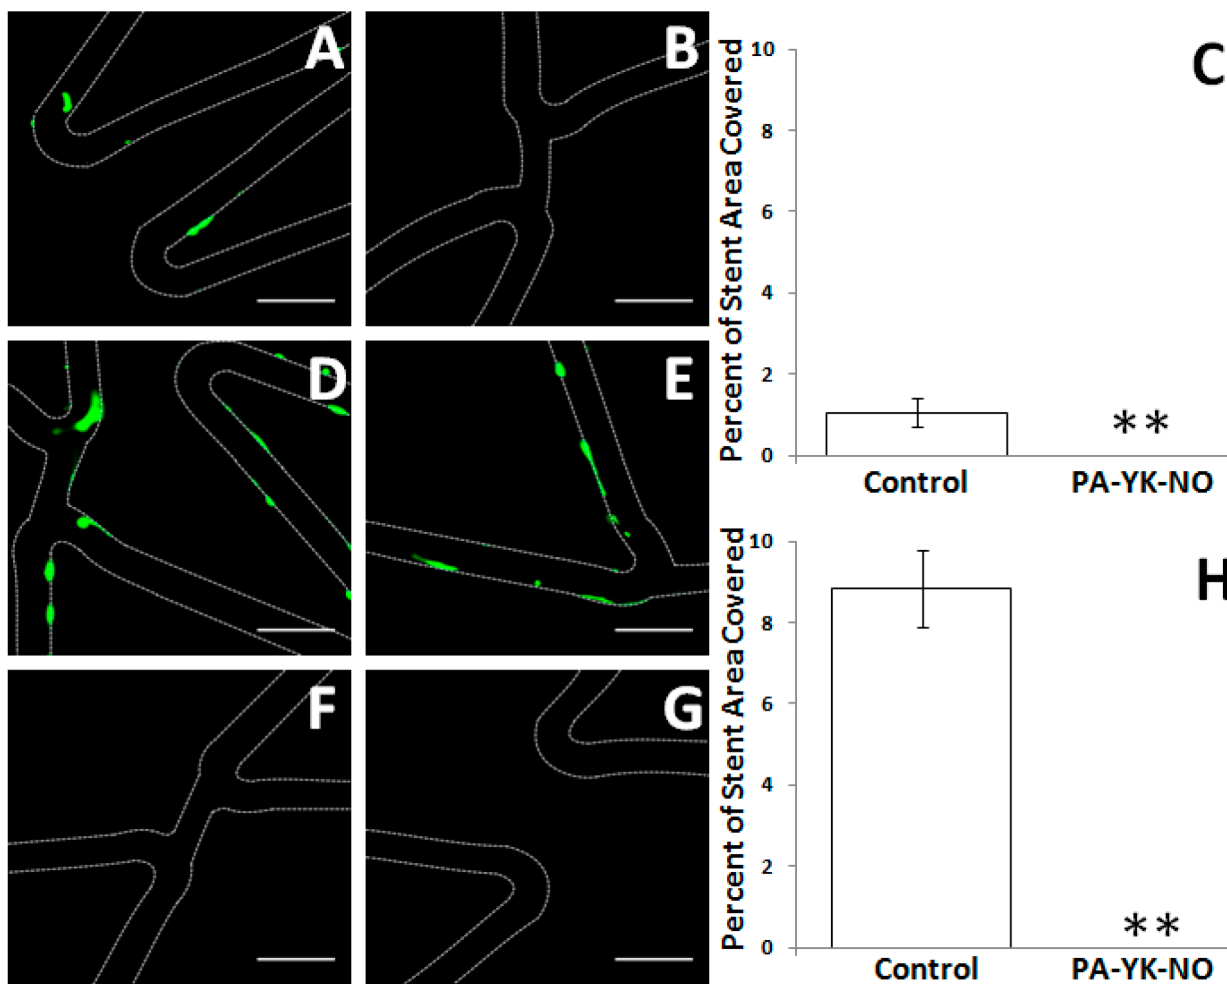 A
B
C
Percent of Stent Area Covered
10
8
6
4
2
0
**
Control
PA-YK-NO
D
E
F
G
H
Percent of Stent Area Covered
10
8
6
4
2
0
**
Control
PA-YK-NO